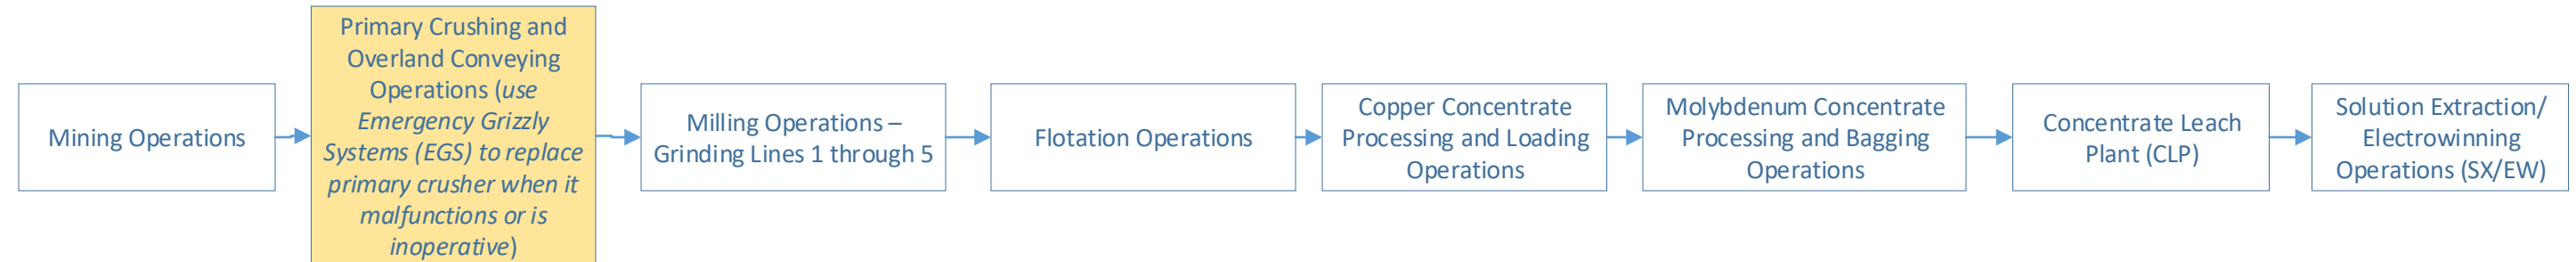 Mining Operations
Primary Crushing and
Overland Conveying
Operations (use
Emergency Grizzly
Systems (EGS) to replace
primary crusher when it
malfunctions or is
inoperative)
Milling Operations –
Grinding Lines 1 through 5
Flotation Operations
Copper Concentrate
Processing and Loading
Operations
Molybdenum Concentrate
Processing and Bagging
Operations
Concentrate Leach
Plant (CLP)
Solution Extraction/
Electrowinning
Operations (SX/EW)